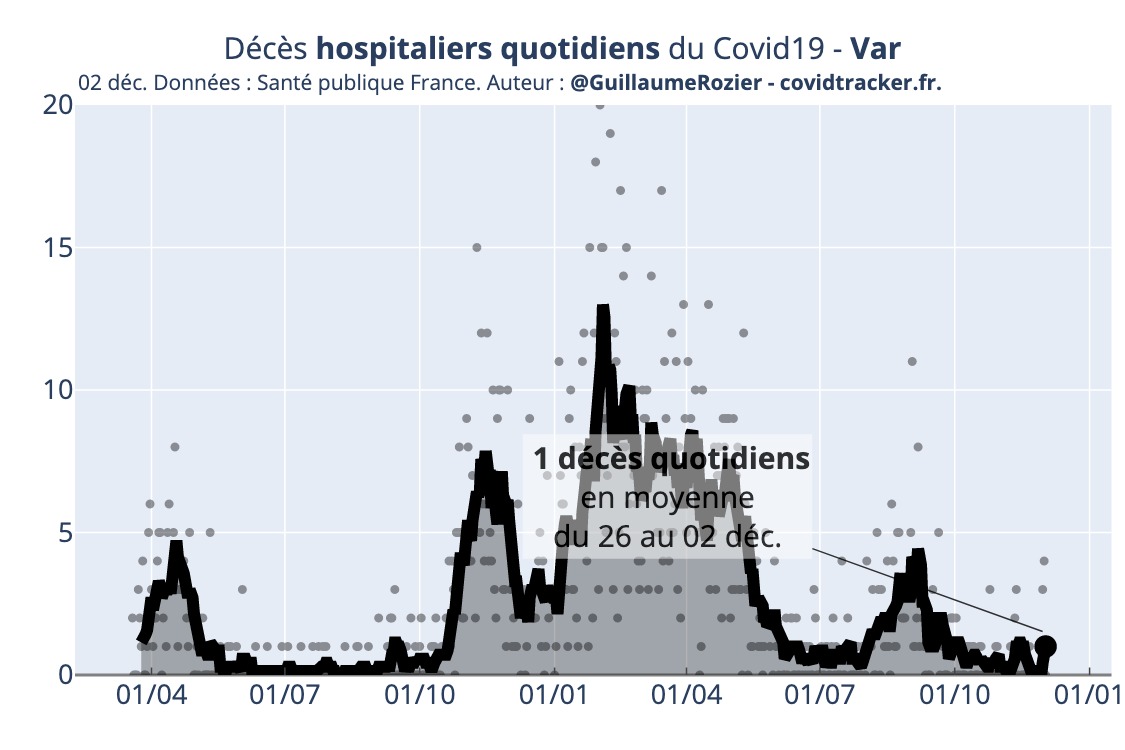 Décès hospitaliers quotidiens du Covid19 - Var
02 déc. Données : Santé publique France. Auteur : @GuillaumeRozier - covidtracker.fr.
20
15
10
5
0
1 décès quotidiens
en moyenne
du 26 au 02 déc.
01/04 01/07 01/10 01/01 01/04 01/07 01/10 01/01